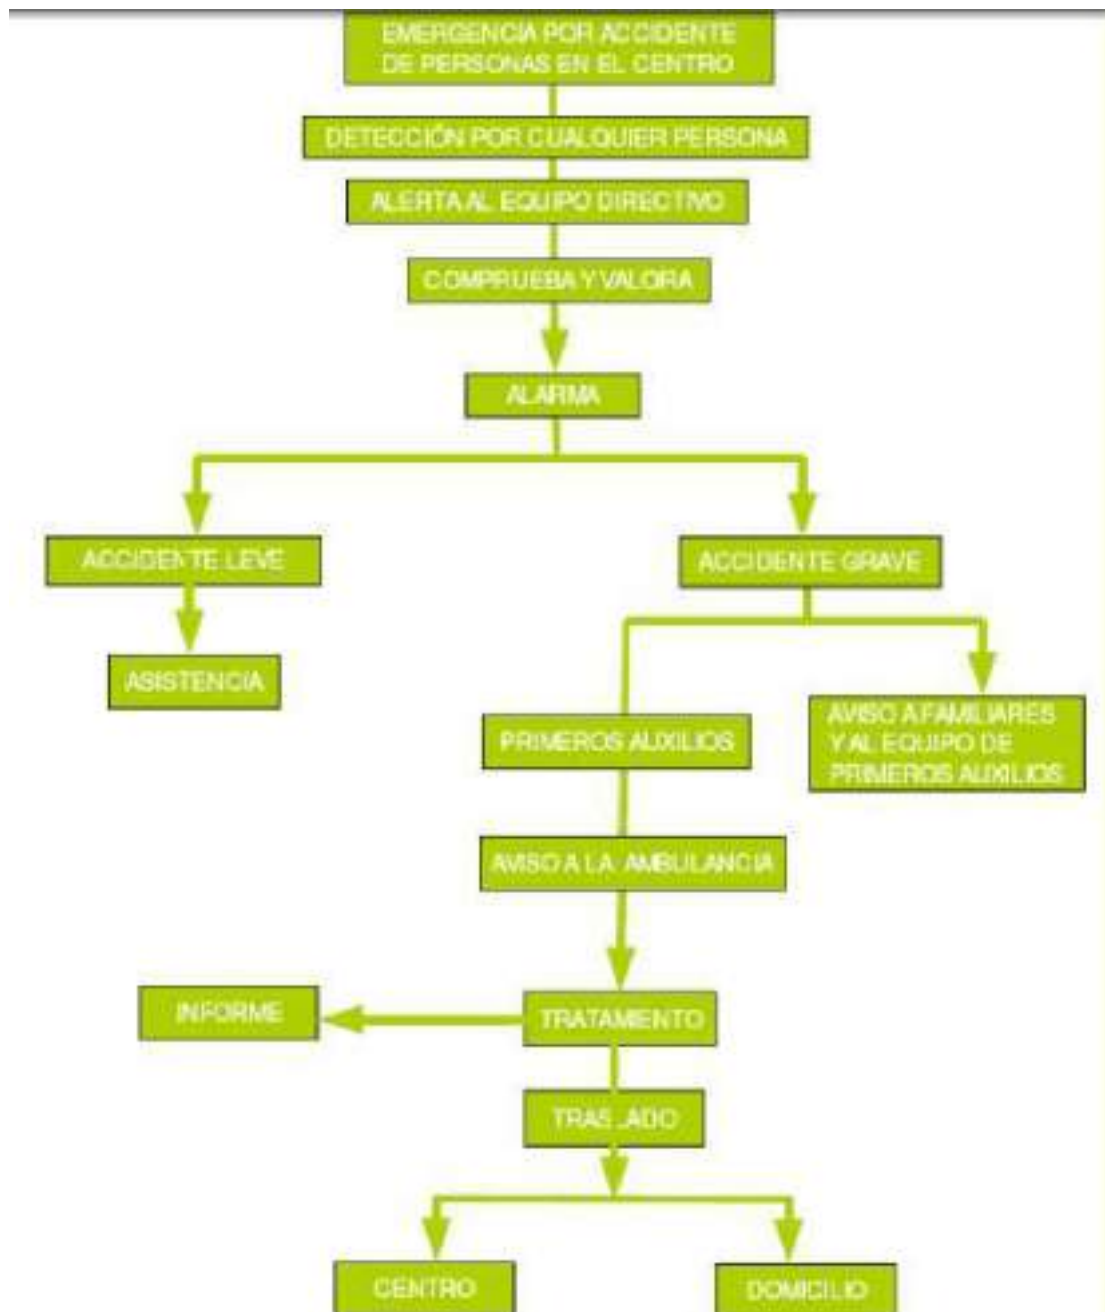 EMERGENCIA POR ACCIDENTE
DE PERSONAS EN EL CENTRO
DETECCIÓN POR CUALQUIER PERSONA
ALERTA AL EQUIPO DIRECTIVO
COMPRUEBA Y VALORA
ALARMA
ACCIDENTE LEVE
ACCIDENTE GRAVE
ASISTENCIA
PRIMEROS AUXILIOS
AVISO A FAMILIARES
Y AL EQUIPO DE
PRIMEROS AUXILIOS
AVISO A LA AMBULANCIA
INFORME
TRATAMIENTO
TRASLADO
CENTRO
DOMICILIO